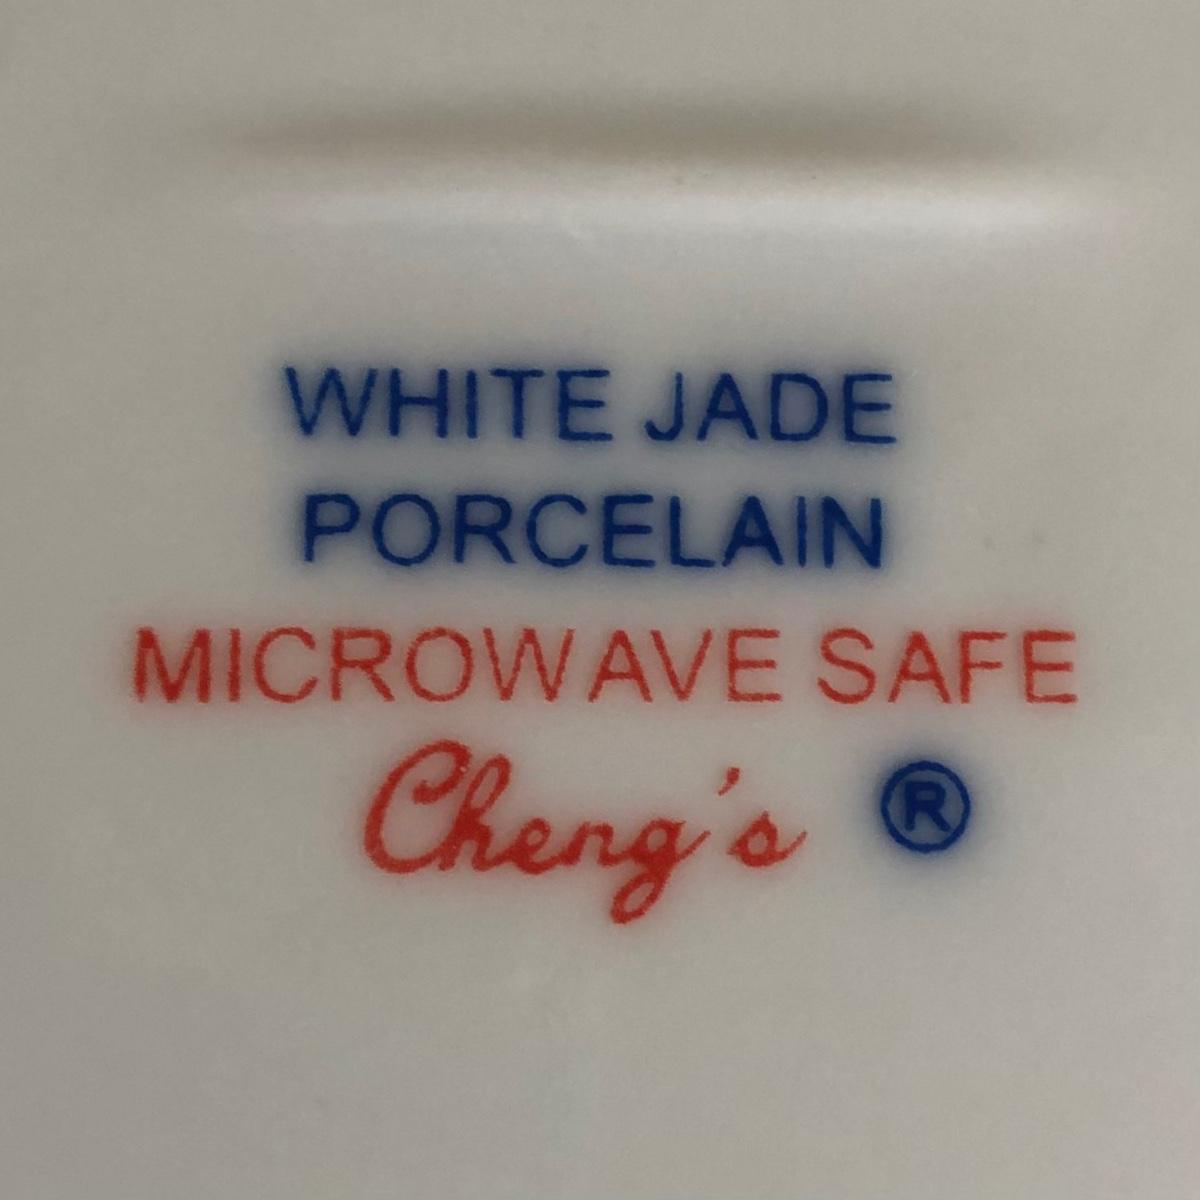 WHITE JADE
PORCELAIN
MICROWAVE SAFE
Cheng's ®